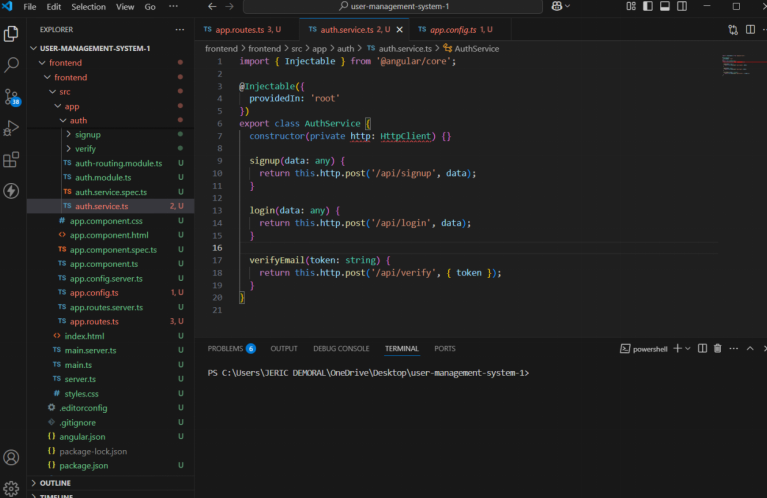 File Edit Selection View Go ··· user-management-system-1
EXPLORER ···
USER-MANAGEMENT-SYSTEM-1
frontend
frontend
src
app
auth
signup
verify
TS auth-routing.module.ts U
TS auth.module.ts U
TS auth.service.spec.ts U
TS auth.service.ts 2, U
# app.component.css U
<> app.component.html U
TS app.component.spec.ts U
TS app.component.ts U
TS app.config.server.ts U
TS app.config.ts 1, U
TS app.routes.server.ts U
TS app.routes.ts 3, U
<> index.html U
TS main.server.ts U
TS main.ts U
TS server.ts U
# styles.css U
.editorconfig U
.gitignore U
{} angular.json U
{} package-lock.json
{} package.json U
OUTLINE
TIMELINE
TS app.routes.ts 3, U TS auth.service.ts 2, U TS app.config.ts 1, U
frontend > frontend > src > app > auth > TS auth.service.ts > AuthService
1 import { Injectable } from '@angular/core';
2
3 @Injectable({
4 providedIn: 'root'
5 })
6 export class AuthService {
7 constructor(private http: HttpClient) {}
8
9 signup(data: any) {
10 return this.http.post('/api/signup', data);
11 }
12
13 login(data: any) {
14 return this.http.post('/api/login', data);
15 }
16
17 verifyEmail(token: string) {
18 return this.http.post('/api/verify', { token });
19 }
20 }
21
PROBLEMS 6 OUTPUT DEBUG CONSOLE TERMINAL PORTS powershell
PS C:\Users\JERIC DEMORAL\OneDrive\Desktop\user-management-system-1>